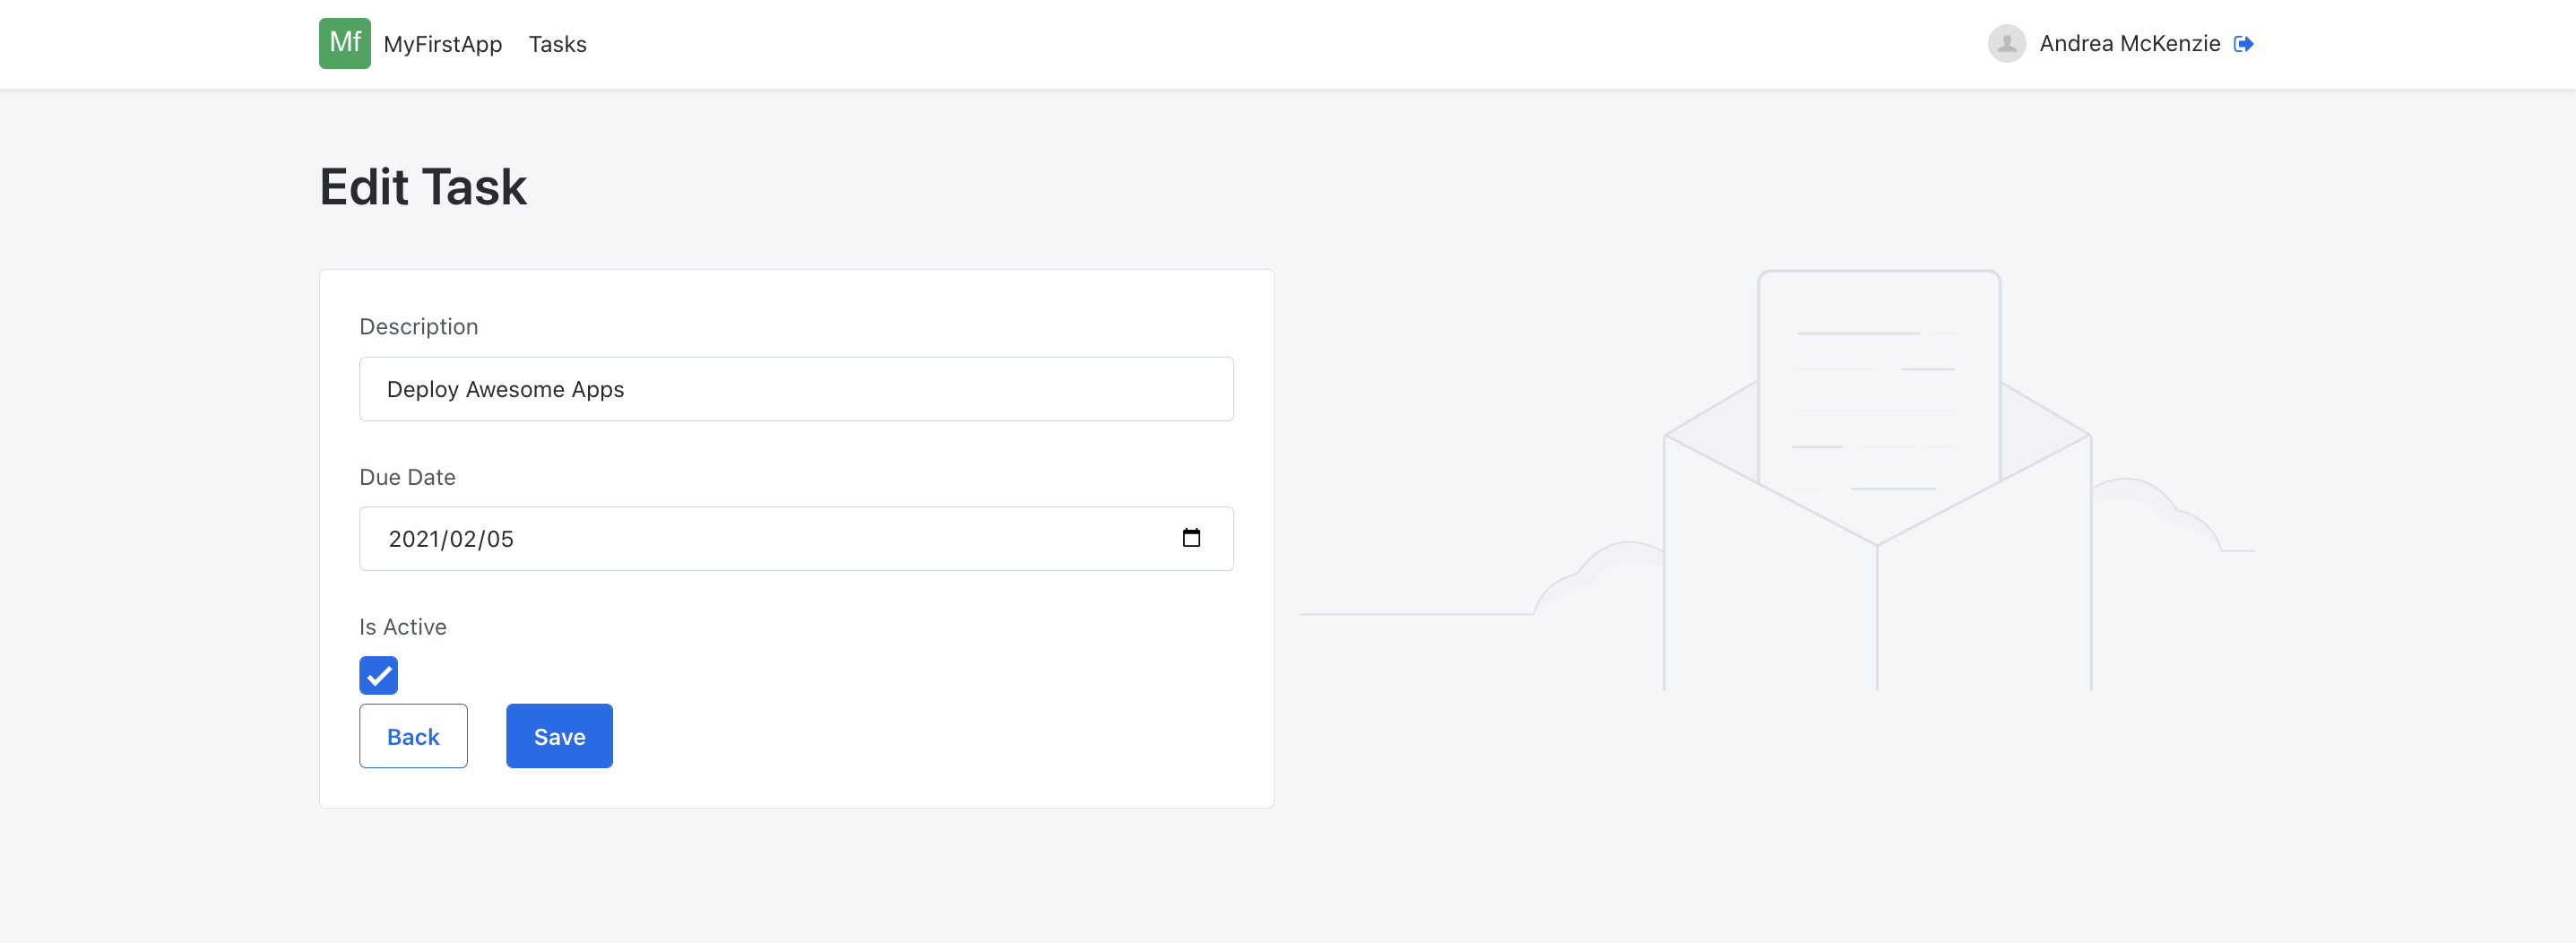 Mf MyFirstApp Tasks Andrea McKenzie
Edit Task
Description
Deploy Awesome Apps
Due Date
2021/02/05
Is Active
Back Save